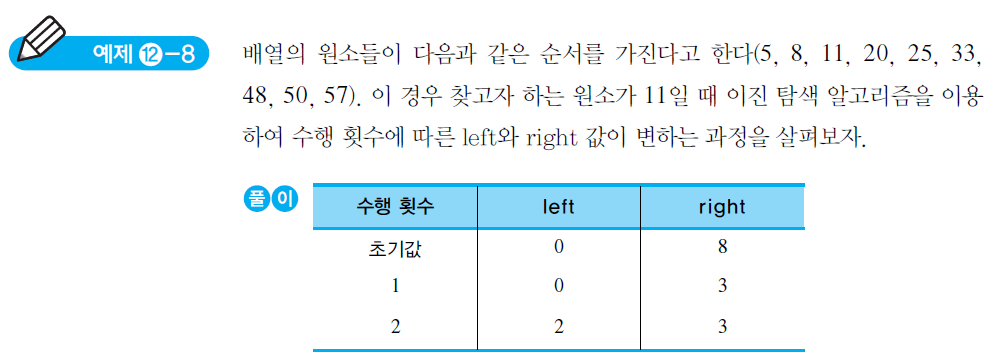 예제 ⑫-8
배열의 원소들이 다음과 같은 순서를 가진다고 한다(5, 8, 11, 20, 25, 33,
48, 50, 57). 이 경우 찾고자 하는 원소가 11일 때 이진 탐색 알고리즘을 이용
하여 수행 횟수에 따른 left와 right 값이 변하는 과정을 살펴보자.
풀이
수행 횟수 left right
초기값 0 8
1 0 3
2 2 3